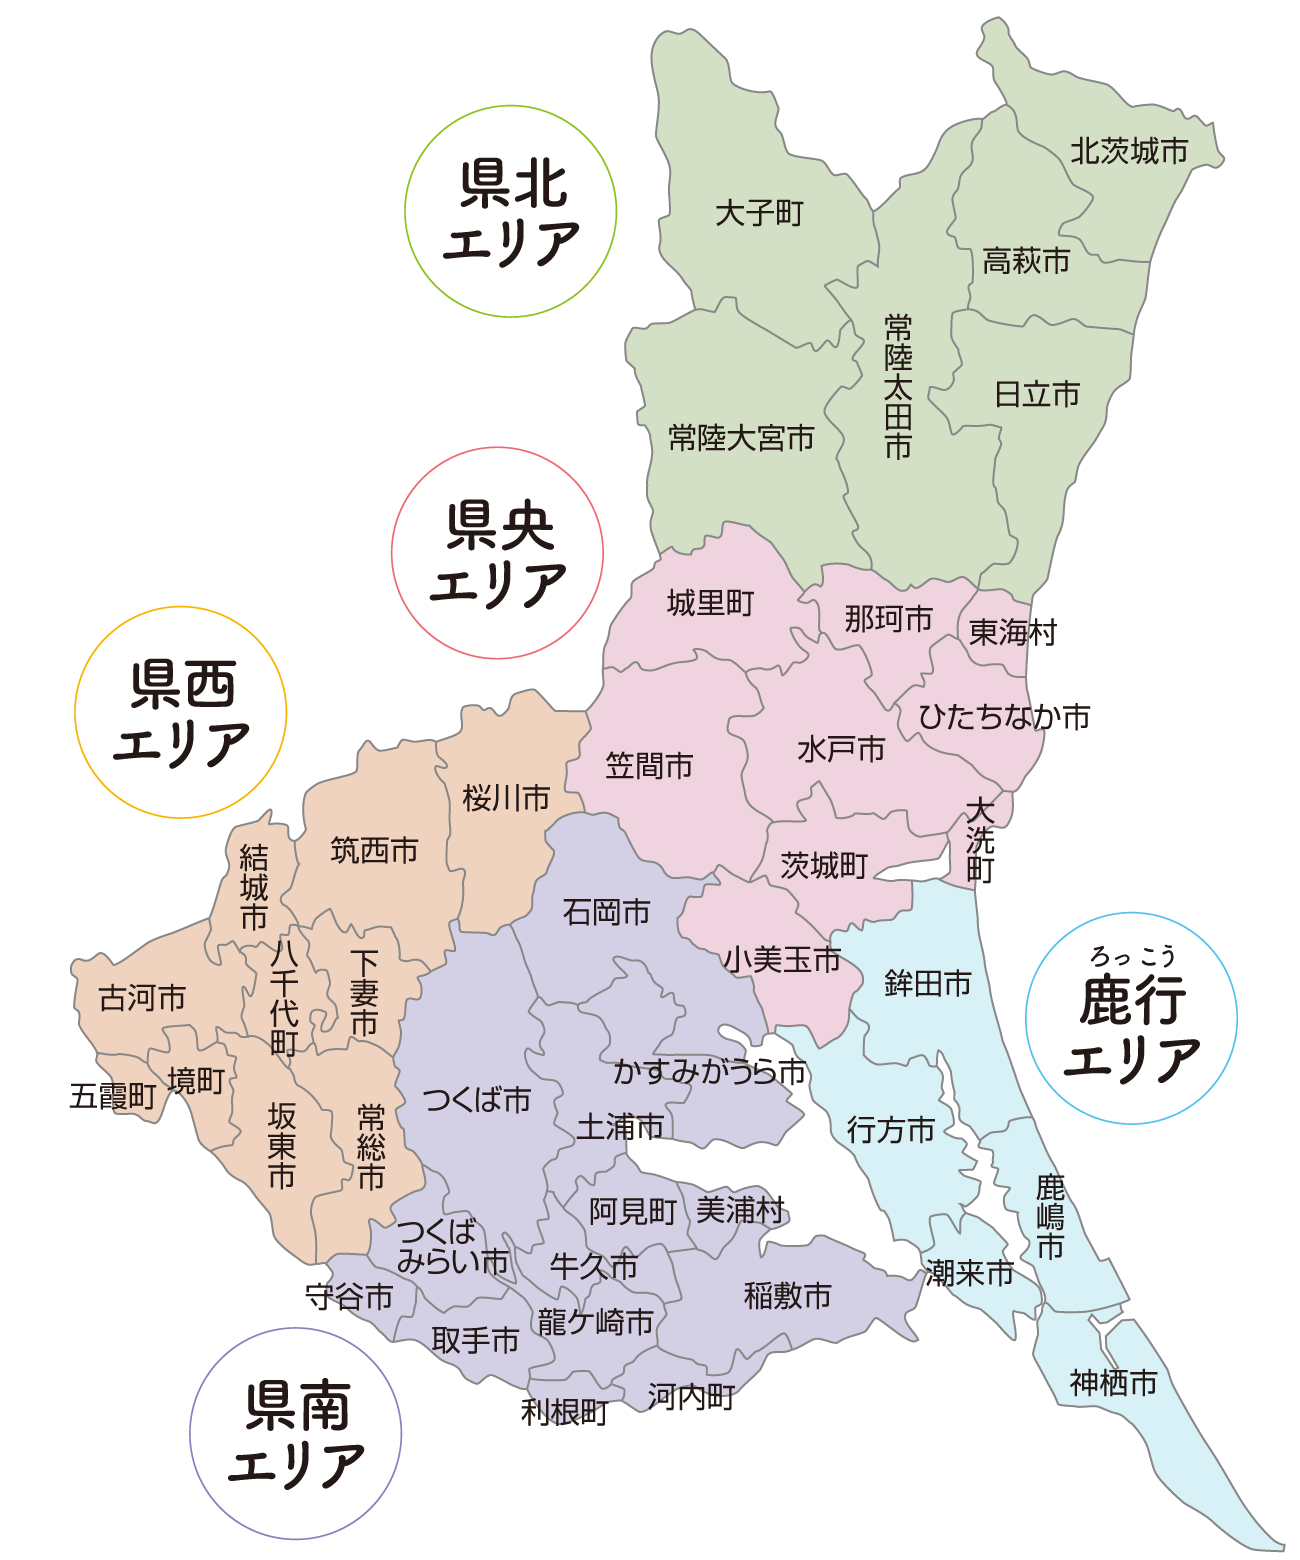 県北
エリア
大子町
北茨城市
高萩市
常陸太田市
日立市
常陸大宮市
県央
エリア
城里町
那珂市
東海村
ひたちなか市
水戸市
笠間市
大洗町
茨城町
小美玉市
県西
エリア
桜川市
筑西市
結城市
八千代町
下妻市
古河市
五霞町
境町
坂東市
常総市
ろっこう
鹿行
エリア
鉾田市
行方市
鹿嶋市
潮来市
神栖市
石岡市
かすみがうら市
つくば市
土浦市
阿見町
美浦村
つくば
みらい市
牛久市
守谷市
稲敷市
龍ケ崎市
取手市
河内町
利根町
県南
エリア